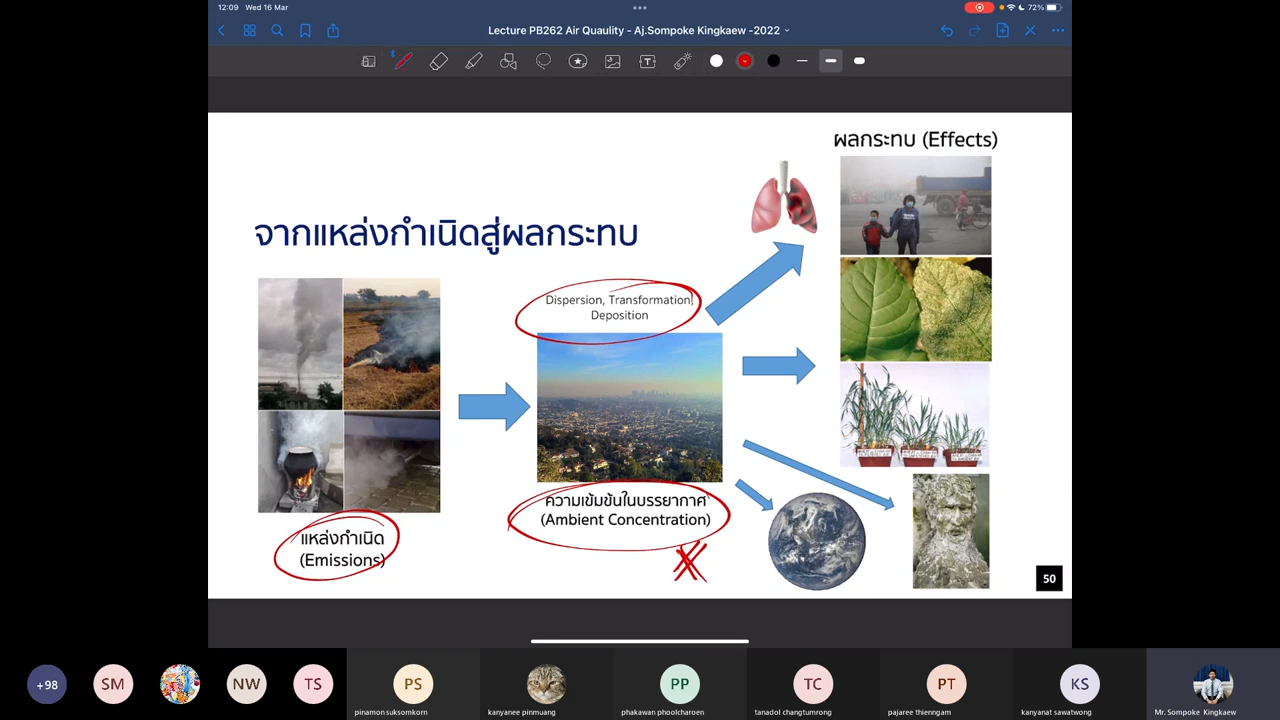 12:09 Wed 16 Mar
72%
Lecture PB262 Air Quaulity - Aj.Sompoke Kingkaew -2022
ผลกระทบ (Effects)
จากแหล่งกำเนิดสู่ผลกระทบ
Dispersion, Transformation,
Deposition
ความเข้มข้นในบรรยากาศ
(Ambient Concentration)
แหล่งกำเนิด
(Emissions)
50
+98
SM
NW
TS
PS
PP
TC
PT
KS
pinamon suksomkorn
kanyanee pinmuang
phakawan phoolcharoen
tanadol changtumrong
pajaree thienngam
kanyanat sawatwong
Mr. Sompoke Kingkaew